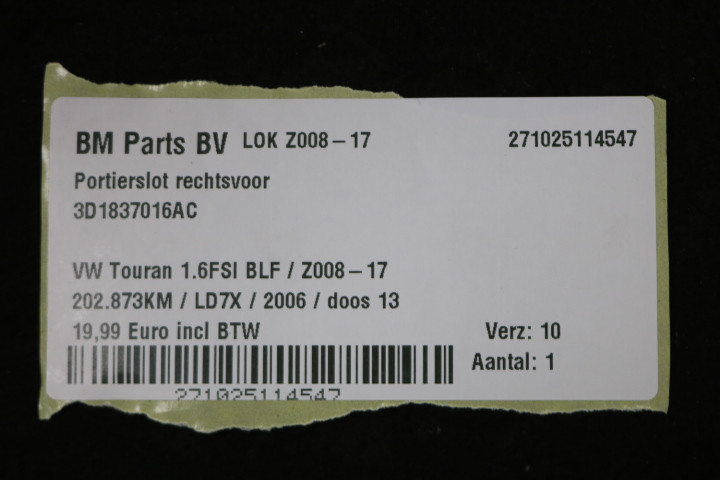 BM Parts BV LOK Z008-17 271025114547
Portierslot rechtsvoor
3D1837016AC
VW Touran 1.6FSI BLF / Z008-17
202.873KM / LD7X / 2006 / doos 13
19,99 Euro incl BTW Verz: 10
Aantal: 1
271025114547